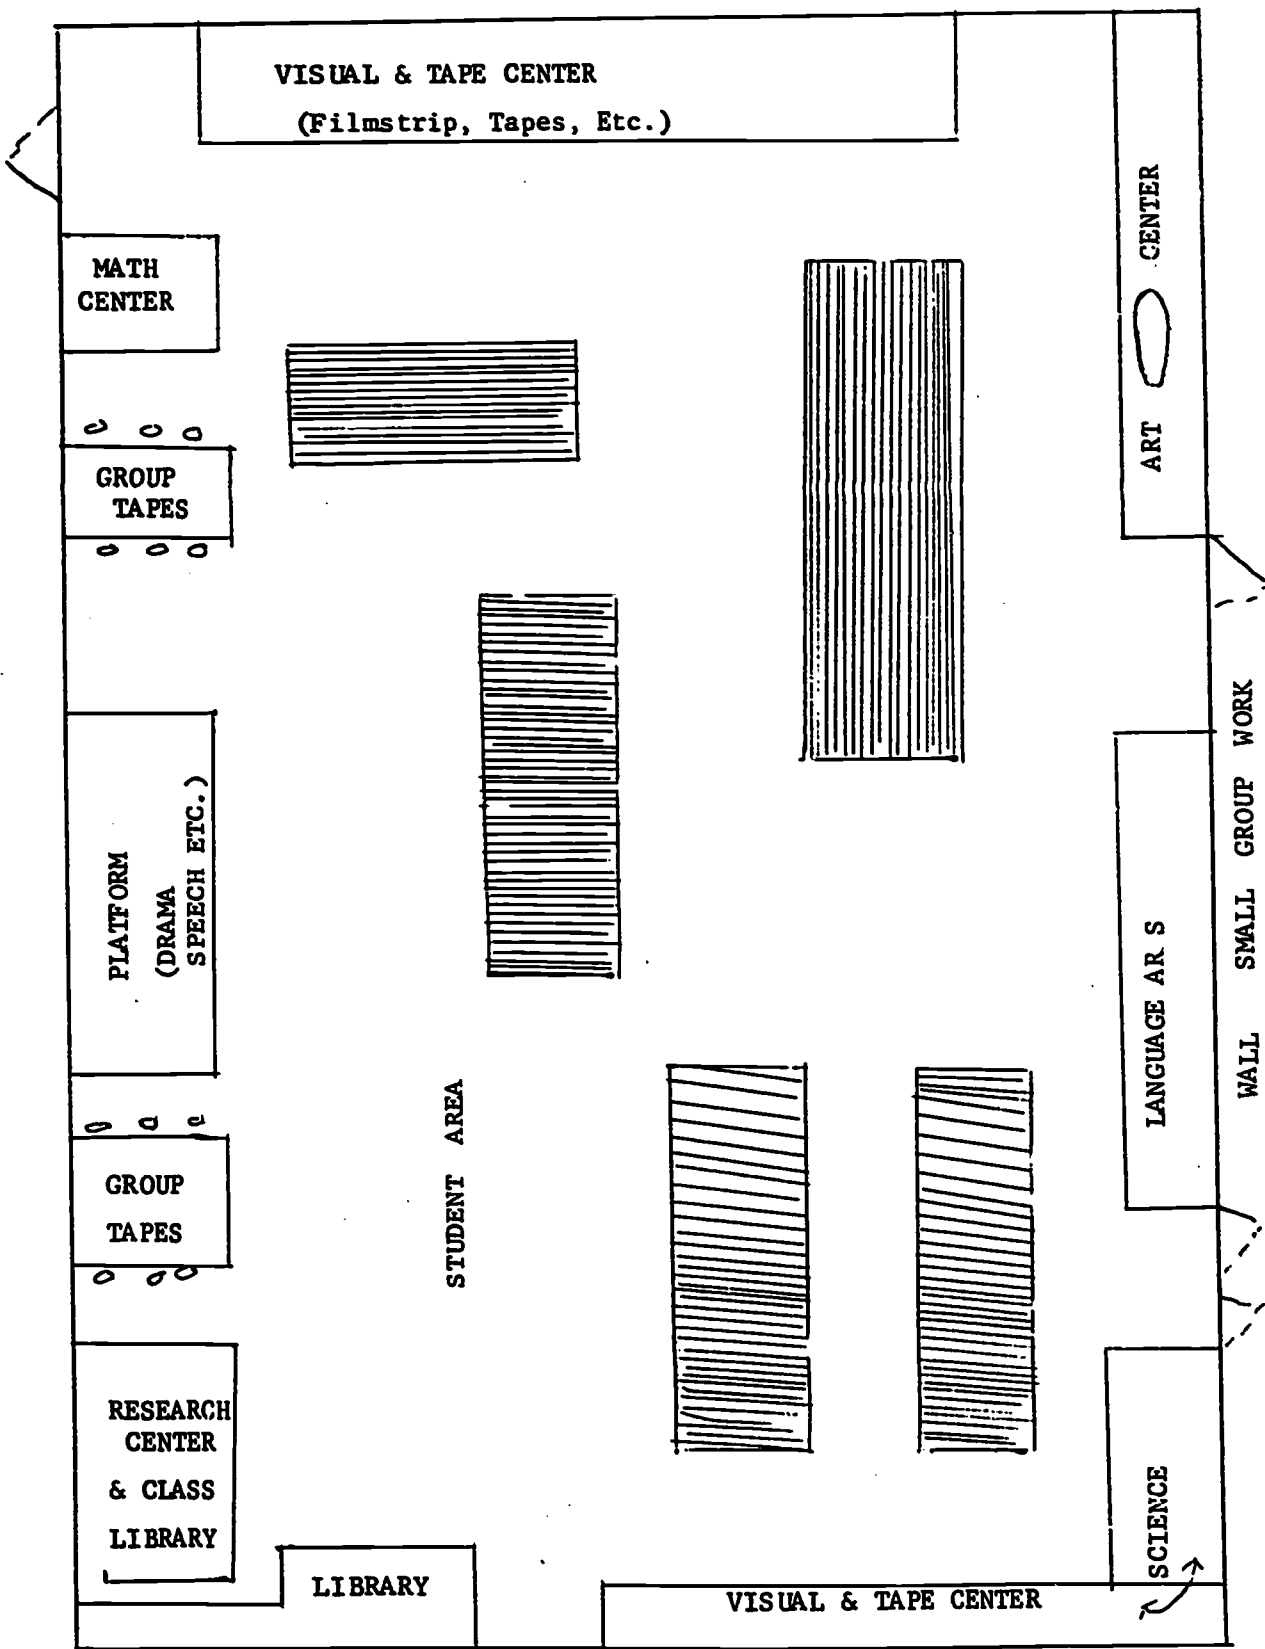 VISUAL & TAPE CENTER
(Filmstrip, Tapes, Etc.)
ART CENTER
MATH
CENTER
GROUP
TAPES
PLATFORM
(DRAMA
SPEECH ETC.)
LANGUAGE AR S
WALL SMALL GROUP WORK
STUDENT AREA
GROUP
TAPES
RESEARCH
CENTER
& CLASS
LIBRARY
LIBRARY
SCIENCE
VISUAL & TAPE CENTER